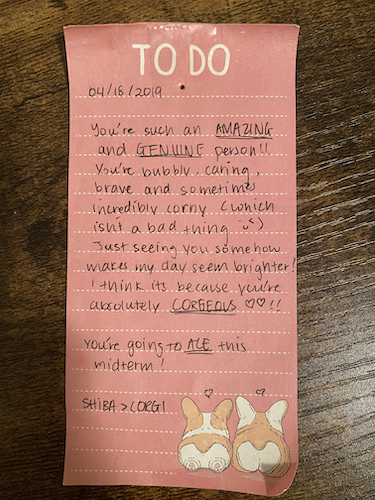 TO DO
04/18/2019
You're such an AMAZING
and GENUINE person!!
You're bubbly, caring,
brave and sometimes
incredibly corny (which
isn't a bad thing ّ)
Just seeing you somehow
makes my day seem brighter!
I think its because you're
absolutely CORGEOUS ♡♡!!
You're going to ACE this
midterm!
SHIBA > CORGI